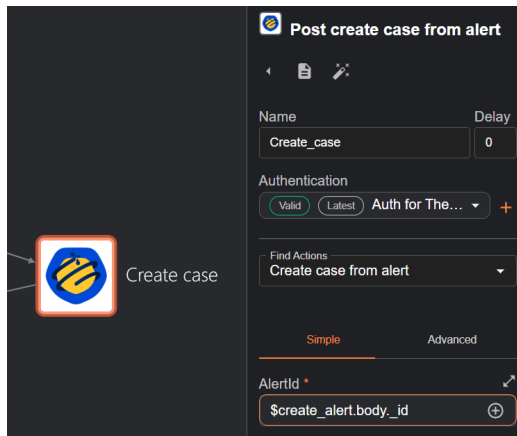 Post create case from alert
Name
Delay
Create_case
0
Authentication
Valid
Latest
Auth for The...
+
Find Actions
Create case from alert
Create case
Simple
Advanced
AlertId *
$create_alert.body._id